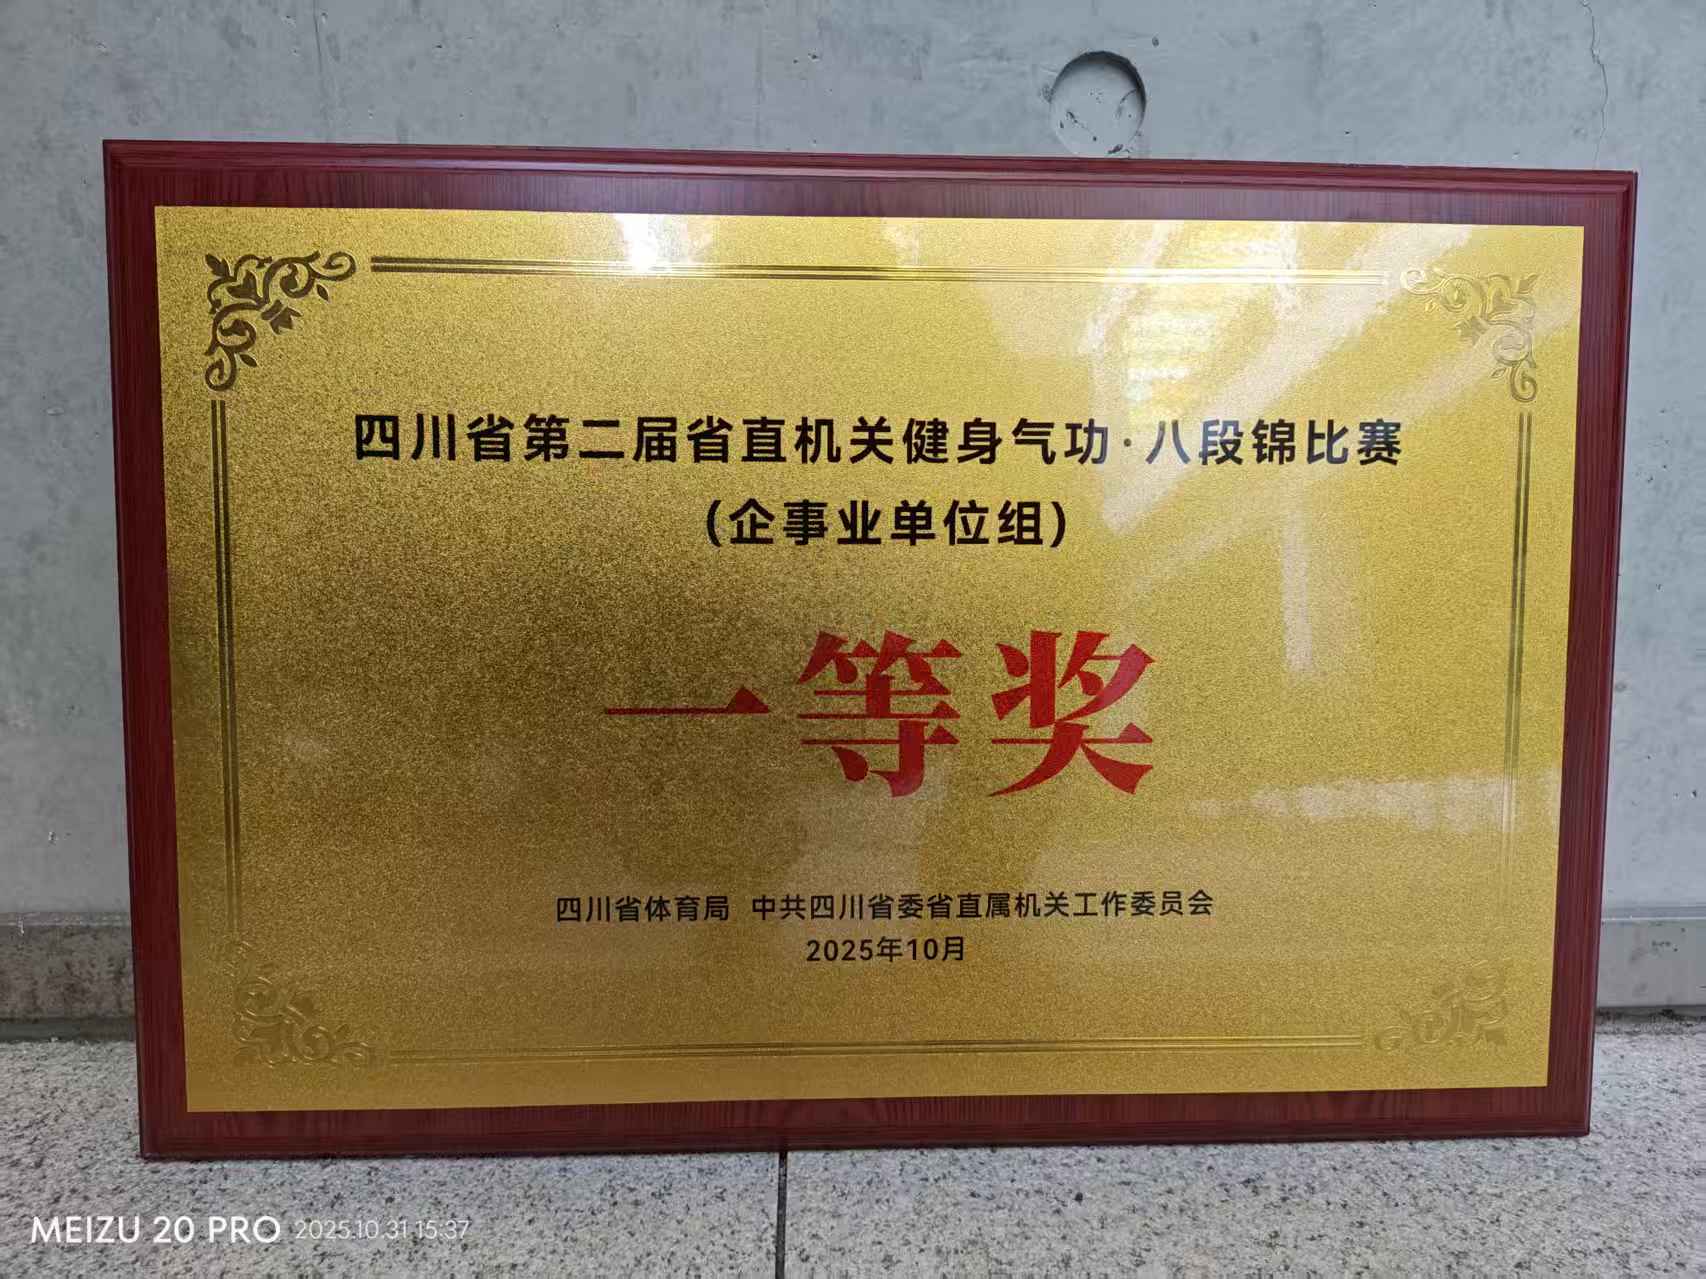 四川省第二届省直机关健身气功·八段锦比赛
(企事业单位组)
一等奖
四川省体育局 中共四川省委省直属机关工作委员会
2025年10月
MEIZU 20 PRO 2025.10.31 15:37